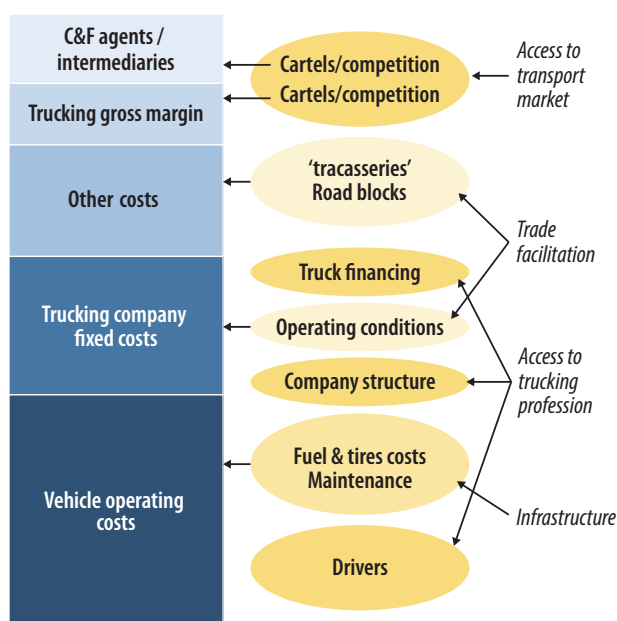 C&F agents /
intermediaries
Trucking gross margin
Other costs
Trucking company
fixed costs
Vehicle operating
costs
Cartels/competition
Cartels/competition
‘tracasseries’
Road blocks
Truck financing
Operating conditions
Company structure
Fuel & tires costs
Maintenance
Drivers
Access to
transport
market
Trade
facilitation
Access to
trucking
profession
Infrastructure